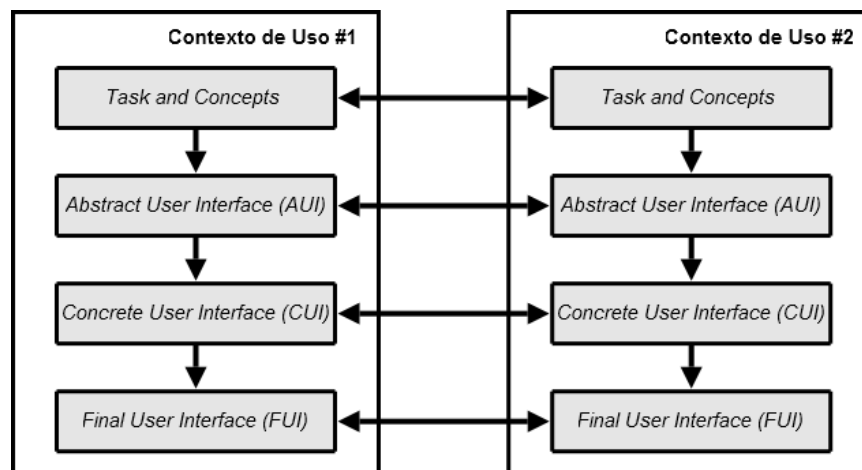 Contexto de Uso #1
Task and Concepts
Abstract User Interface (AUI)
Concrete User Interface (CUI)
Final User Interface (FUI)
Contexto de Uso #2
Task and Concepts
Abstract User Interface (AUI)
Concrete User Interface (CUI)
Final User Interface (FUI)